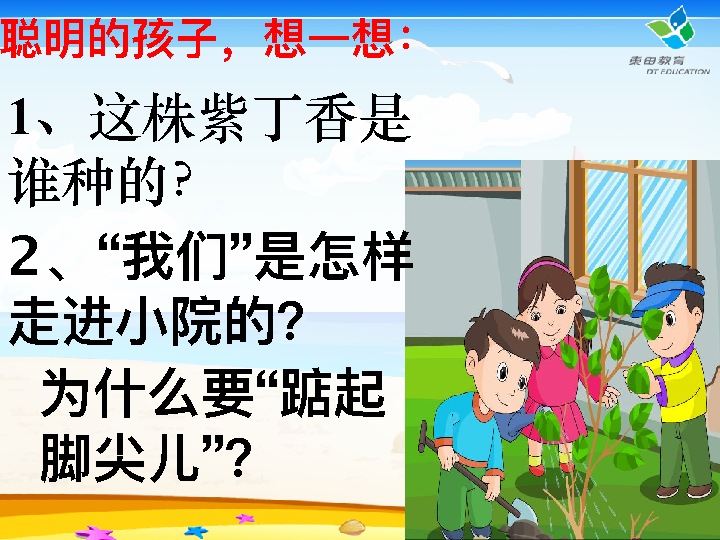 聪明的孩子，想一想：
東田教育
DT EDUCATION
1、这株紫丁香是
谁种的？
2、“我们”是怎样
走进小院的？
为什么要“踮起
脚尖儿”？